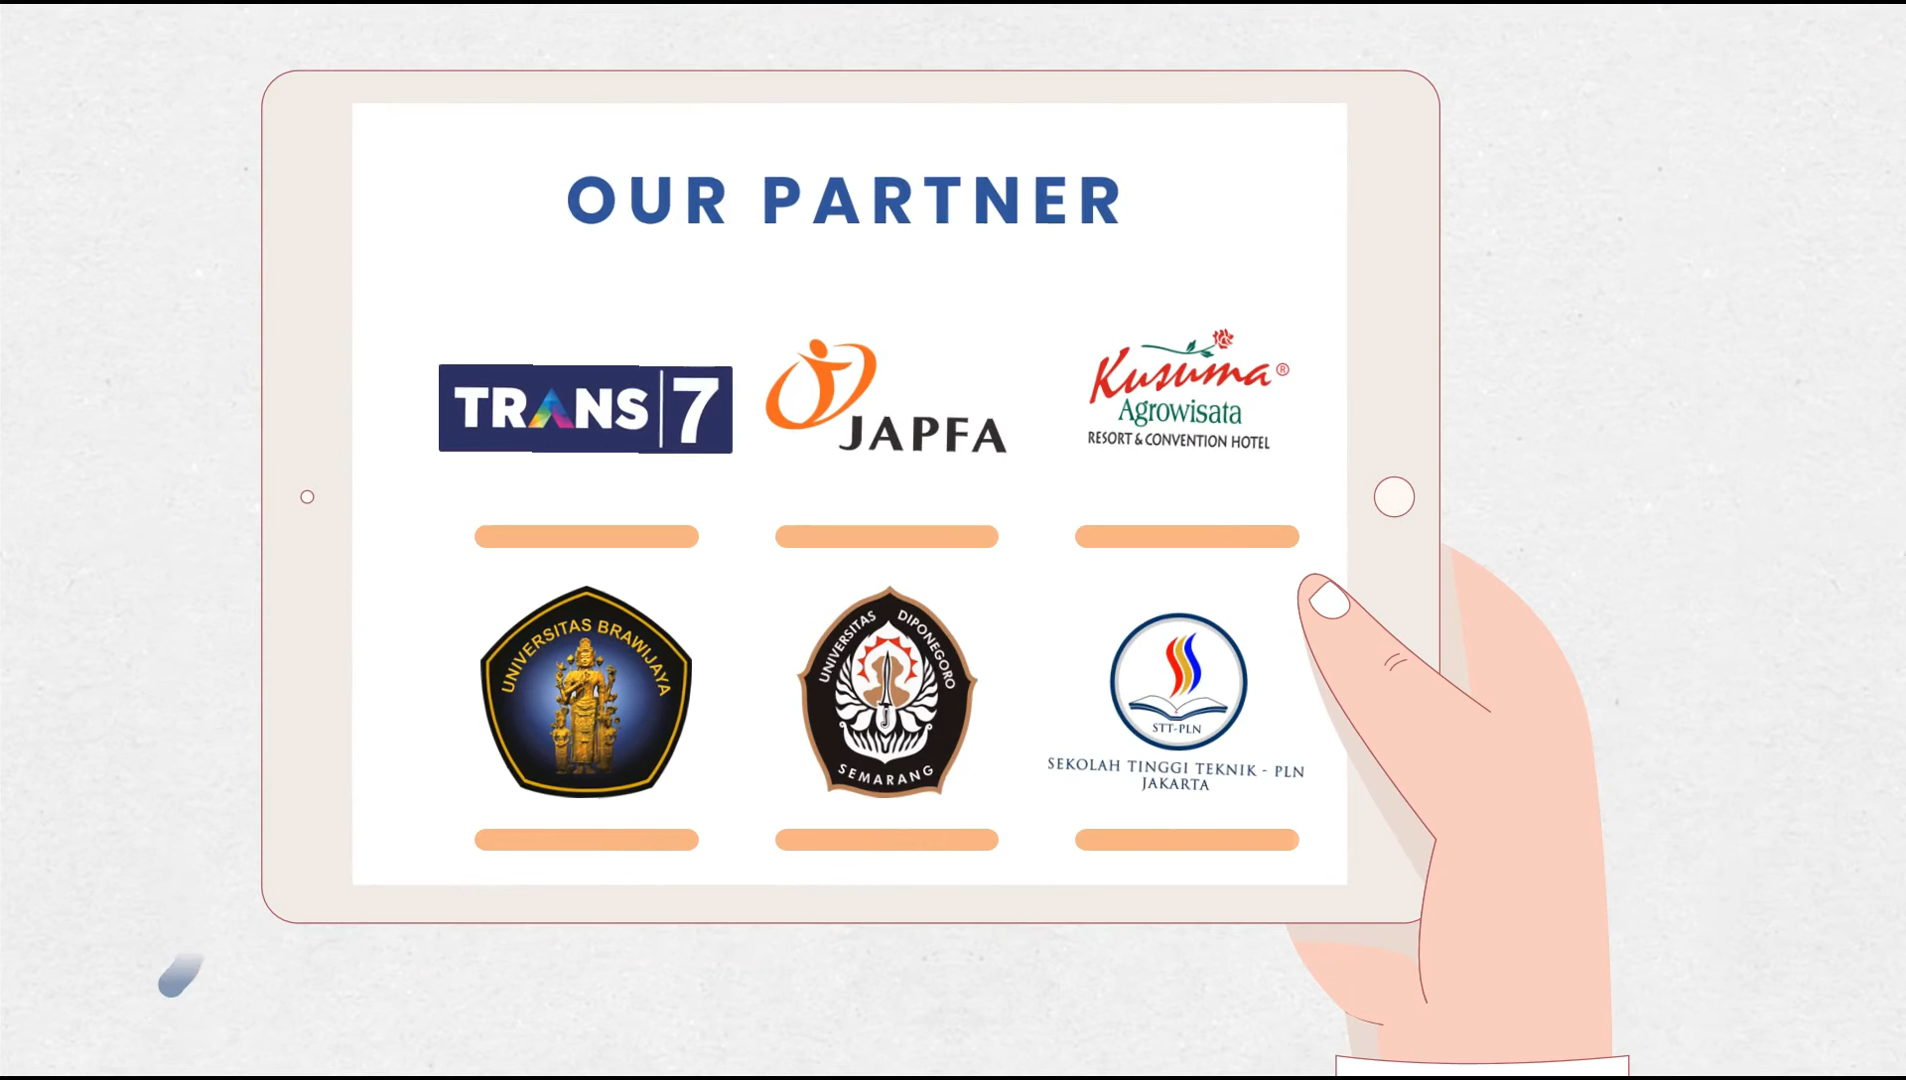 OUR PARTNER
TRANS|7
JAPFA
Kusuma®
Agrowisata
RESORT & CONVENTION HOTEL
UNIVERSITAS BRAWIJAYA
UNIVERSITAS DIPONEGORO
SEMARANG
STT-PLN
SEKOLAH TINGGI TEKNIK - PLN
JAKARTA